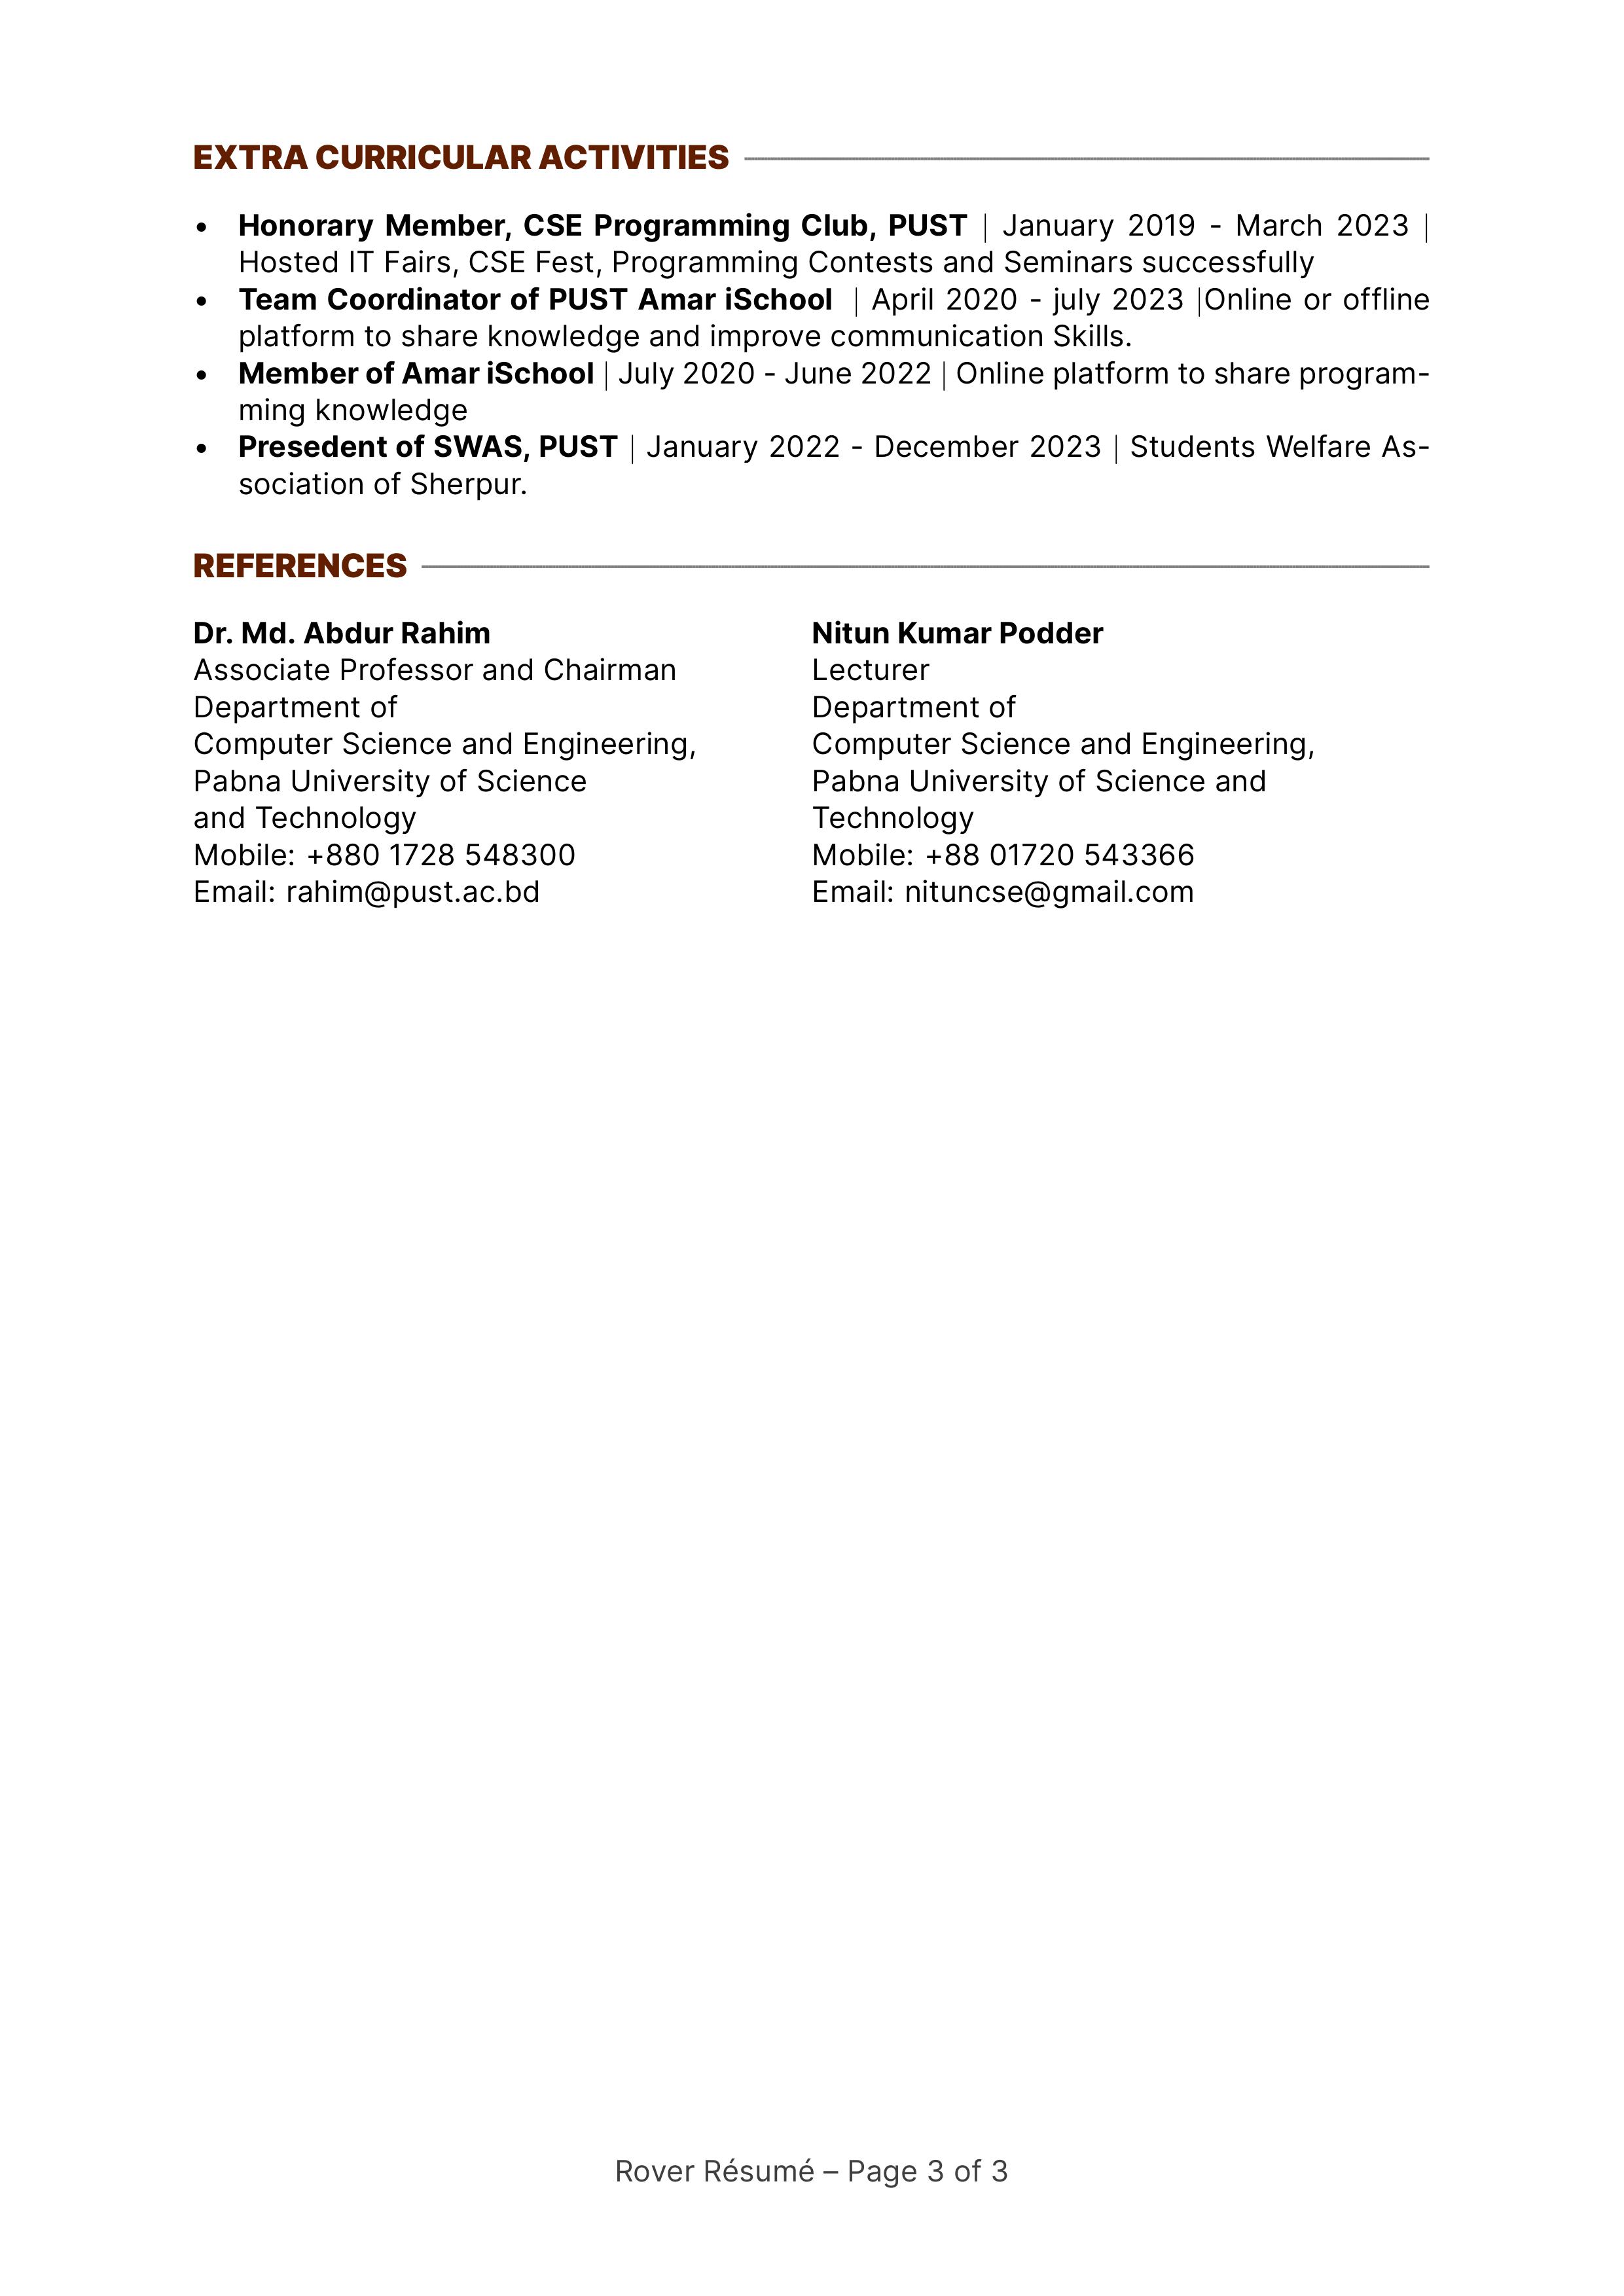 EXTRA CURRICULAR ACTIVITIES
• Honorary Member, CSE Programming Club, PUST | January 2019 - March 2023 |
Hosted IT Fairs, CSE Fest, Programming Contests and Seminars successfully
• Team Coordinator of PUST Amar iSchool | April 2020 - july 2023 |Online or offline
platform to share knowledge and improve communication Skills.
• Member of Amar iSchool | July 2020 - June 2022 | Online platform to share program-
ming knowledge
• Presedent of SWAS, PUST | January 2022 - December 2023 | Students Welfare As-
sociation of Sherpur.
REFERENCES
Dr. Md. Abdur Rahim
Associate Professor and Chairman
Department of
Computer Science and Engineering,
Pabna University of Science
and Technology
Mobile: +880 1728 548300
Email: rahim@pust.ac.bd
Nitun Kumar Podder
Lecturer
Department of
Computer Science and Engineering,
Pabna University of Science and
Technology
Mobile: +88 01720 543366
Email: nituncse@gmail.com
Rover Résumé – Page 3 of 3